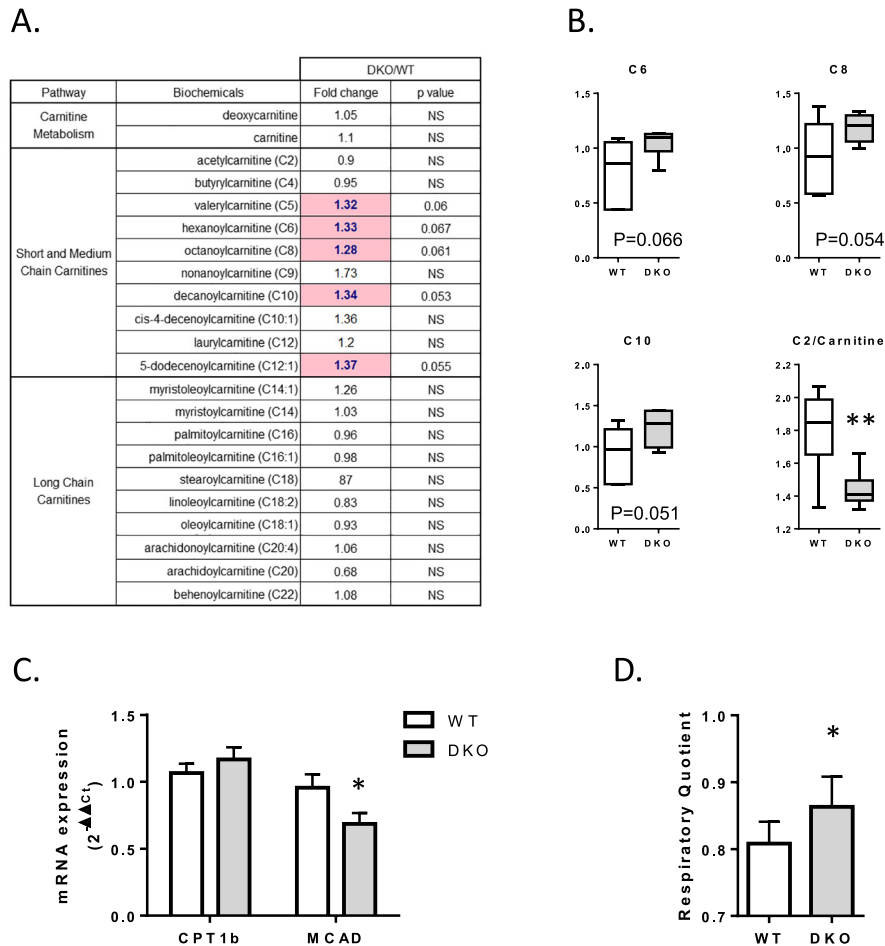 A.
DKO/WT
Pathway Biochemicals Fold change p value
Carnitine Metabolism
deoxycarnitine 1.05 NS
carnitine 1.1 NS
Short and Medium Chain Carnitines
acetylcarnitine (C2) 0.9 NS
butyrylcarnitine (C4) 0.95 NS
valerylcarnitine (C5) 1.32 0.06
hexanoylcarnitine (C6) 1.33 0.067
octanoylcarnitine (C8) 1.28 0.061
nonanoylcarnitine (C9) 1.73 NS
decanoylcarnitine (C10) 1.34 0.053
cis-4-decenoylcarnitine (C10:1) 1.36 NS
laurylcarnitine (C12) 1.2 NS
5-dodecenoylcarnitine (C12:1) 1.37 0.055
Long Chain Carnitines
myristoleoylcarnitine (C14:1) 1.26 NS
myristoylcarnitine (C14) 1.03 NS
palmitoylcarnitine (C16) 0.96 NS
palmitoleoylcarnitine (C16:1) 0.98 NS
stearoylcarnitine (C18) 87 NS
linoleoylcarnitine (C18:2) 0.83 NS
oleoylcarnitine (C18:1) 0.93 NS
arachidonoylcarnitine (C20:4) 1.06 NS
arachidoylcarnitine (C20) 0.68 NS
behenoylcarnitine (C22) 1.08 NS
B.
C6
1.5
1.0
0.5
0.0
P=0.066
WT DKO
C8
1.5
1.0
0.5
0.0
P=0.054
WT DKO
C10
2.0
1.5
1.0
0.5
0.0
P=0.051
WT DKO
C2/Carnitine
2.2
2.0
1.8
1.6
1.4
1.2
**
WT DKO
C.
mRNA expression
(2-▲▲Ct)
1.5
1.0
0.5
0.0
*
CPT1b MCAD
WT
DKO
D.
Respiratory Quotient
1.0
0.9
0.8
0.7
*
WT DKO